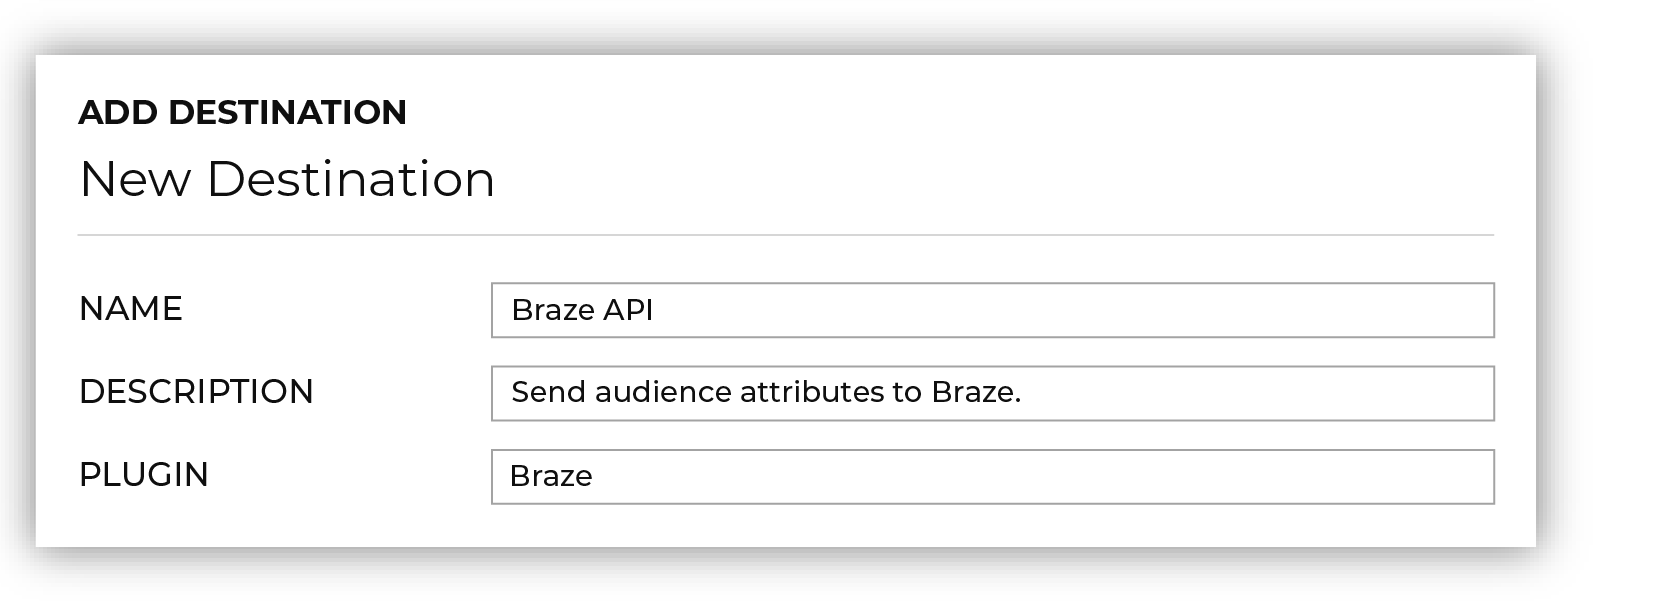 ADD DESTINATION
New Destination
NAME Braze API
DESCRIPTION Send audience attributes to Braze.
PLUGIN Braze